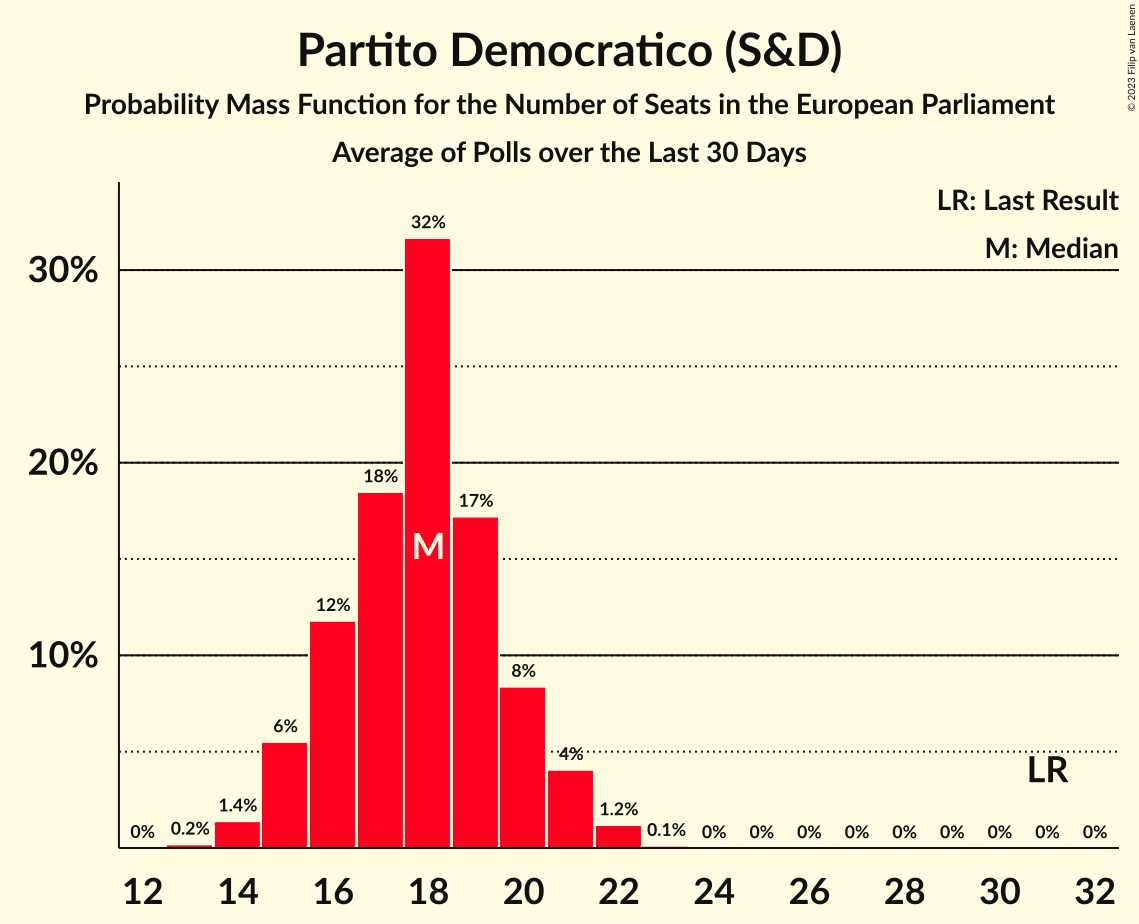 Partito Democratico (S&D)
Probability Mass Function for the Number of Seats in the European Parliament
Average of Polls over the Last 30 Days
© 2023 Filip van Laenen
LR: Last Result
M: Median
30%
20%
10%
0% 0.2% 1.4% 6% 12% 18% 32% 17% 8% 4% 1.2% 0.1% 0% 0% 0% 0% 0% 0% 0% 0% 0%
M
LR
12 14 16 18 20 22 24 26 28 30 32